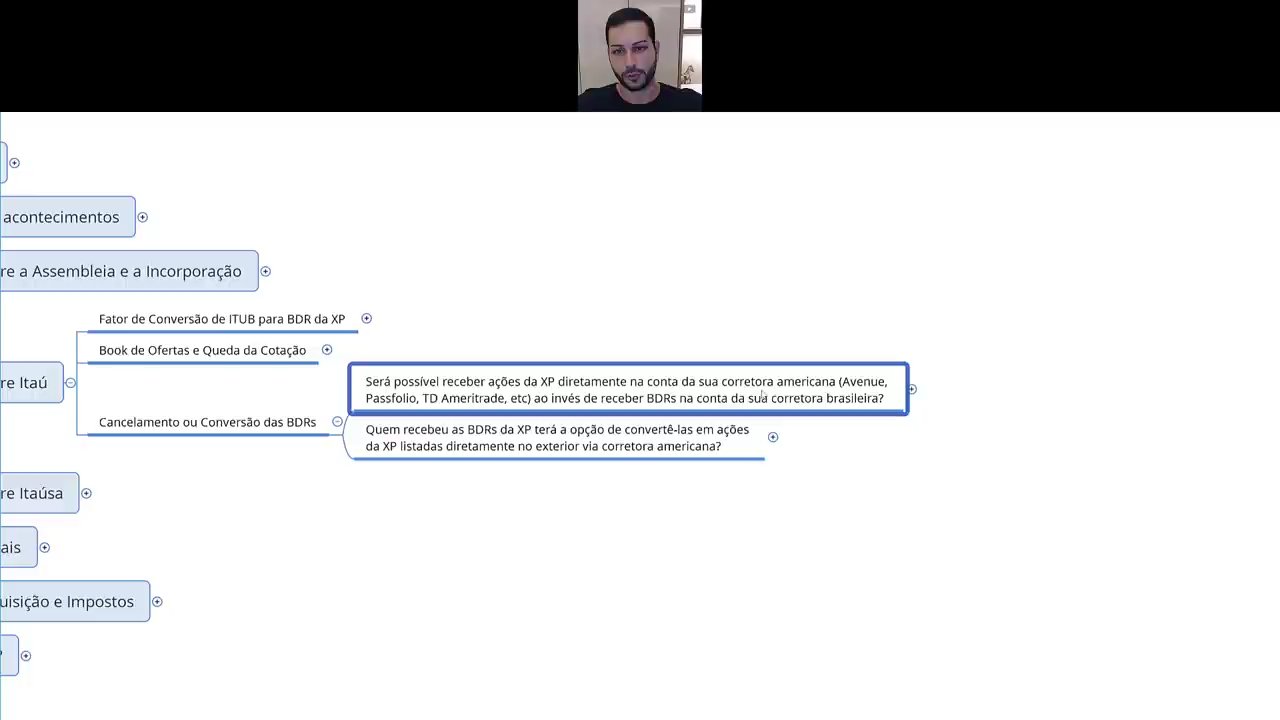 acontecimentos
re a Assembleia e a Incorporação
Fator de Conversão de ITUB para BDR da XP
Book de Ofertas e Queda da Cotação
re Itaú
Será possível receber ações da XP diretamente na conta da sua corretora americana (Avenue,
Passfolio, TD Ameritrade, etc) ao invés de receber BDRs na conta da sua corretora brasileira?
Cancelamento ou Conversão das BDRs
Quem recebeu as BDRs da XP terá a opção de convertê-las em ações
da XP listadas diretamente no exterior via corretora americana?
re Itaúsa
ais
uisição e Impostos